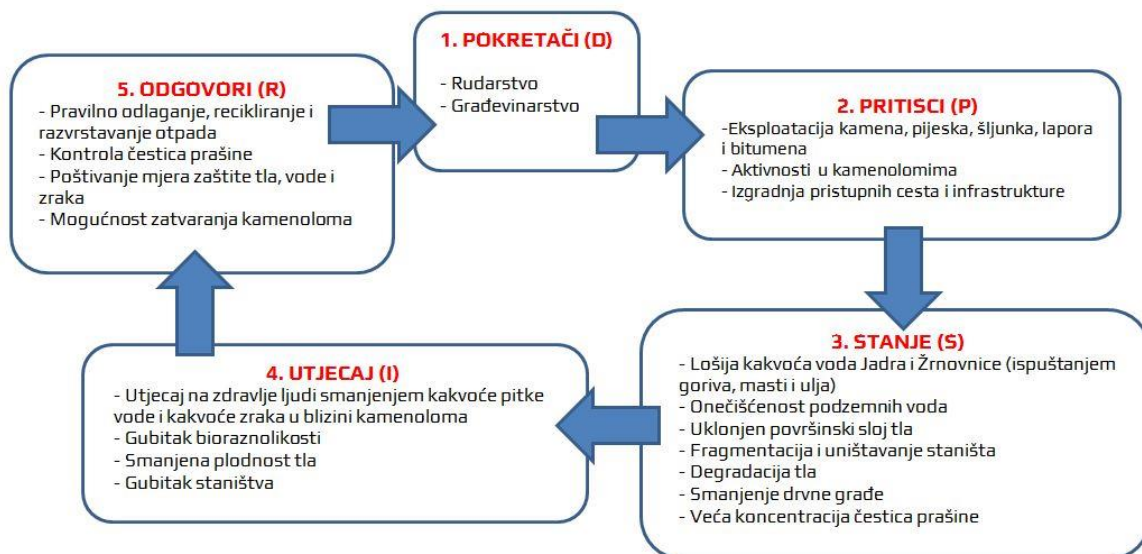 1. POKRETAČI (D)
- Rudarstvo
- Građevinarstvo
2. PRITISCI (P)
-Eksploatacija kamena, pijeska, šljunka, lapora
i bitumena
- Aktivnosti u kamenolomima
- Izgradnja pristupnih cesta i infrastrukture
3. STANJE (S)
- Lošija kakvoća voda Jadra i Žrnovnice (ispuštanjem
goriva, masti i ulja)
- Onečišćenost podzemnih voda
- Uklonjen površinski sloj tla
- Fragmentacija i uništavanje staništa
- Degradacija tla
- Smanjenje drvne građe
- Veća koncentracija čestica prašine
4. UTJECAJ (I)
- Utjecaj na zdravlje ljudi smanjenjem kakvoće pitke
vode i kakvoće zraka u blizini kamenoloma
- Gubitak bioraznolikosti
- Smanjena plodnost tla
- Gubitak staništva
5. ODGOVORI (R)
- Pravilno odlaganje, recikliranje i
razvrstavanje otpada
- Kontrola čestica prašine
- Poštivanje mjera zaštite tla, vode i
zraka
- Mogućnost zatvaranja kamenoloma